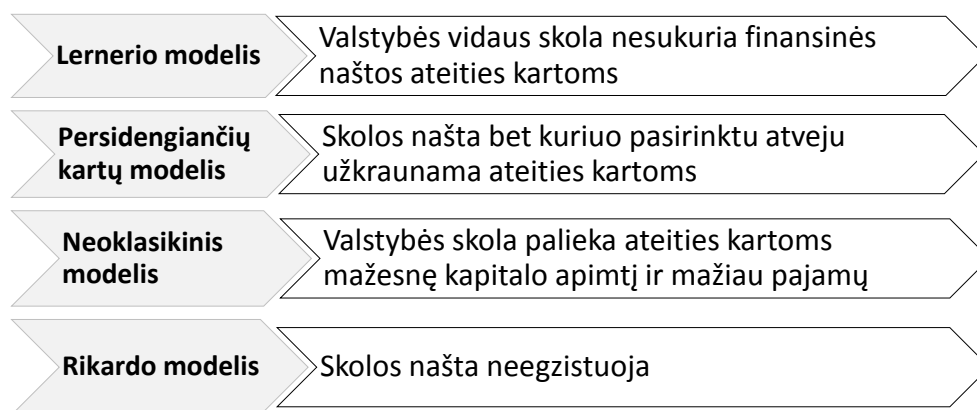 Lernerio modelis
Valstybės vidaus skola nesukuria finansinės
naštos ateities kartoms
Persidengiančių
kartų modelis
Skolos našta bet kuriuo pasirinktu atveju
užkraunama ateities kartoms
Neoklasikinis
modelis
Valstybės skola palieka ateities kartoms
mažesnę kapitalo apimtį ir mažiau pajamų
Rikardo modelis
Skolos našta neegzistuoja